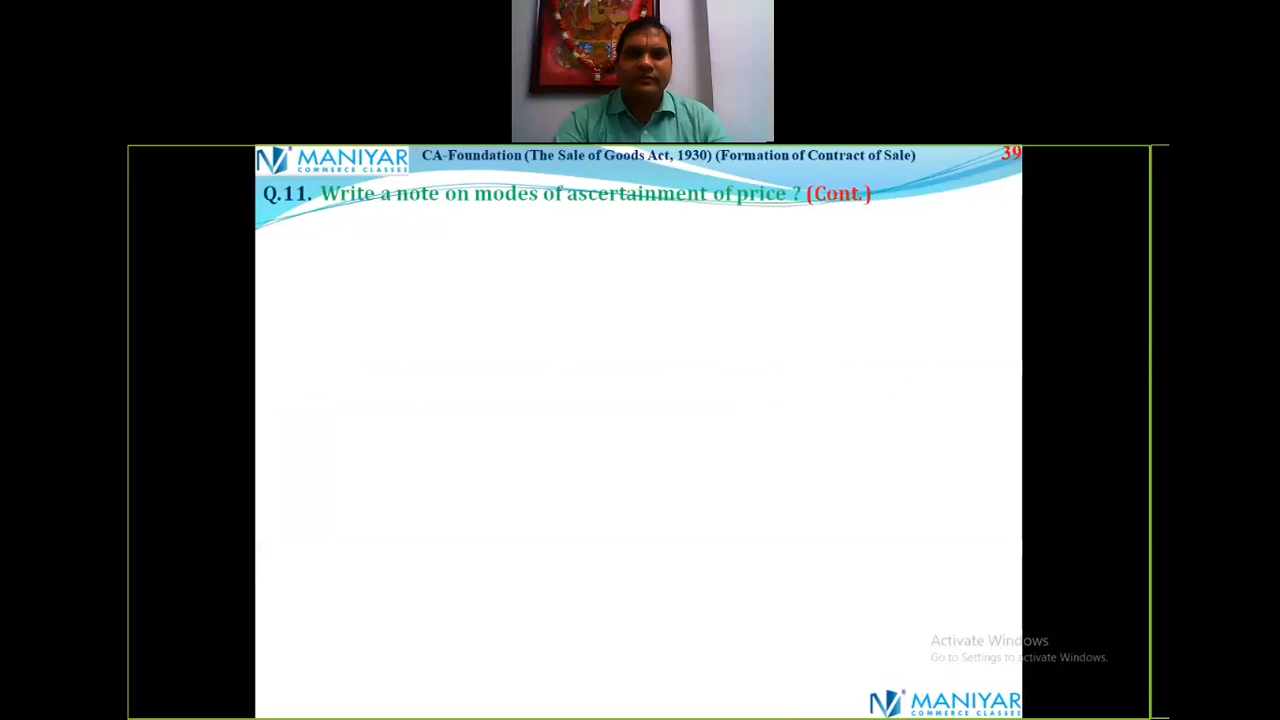 MANIYAR
COMMERCE CLASSES
CA-Foundation (The Sale of Goods Act, 1930) (Formation of Contract of Sale)
39
Q.11. Write a note on modes of ascertainment of price ? (Cont.)
Activate Windows
Go to Settings to activate Windows.
MANIYAR
COMMERCE CLASSES